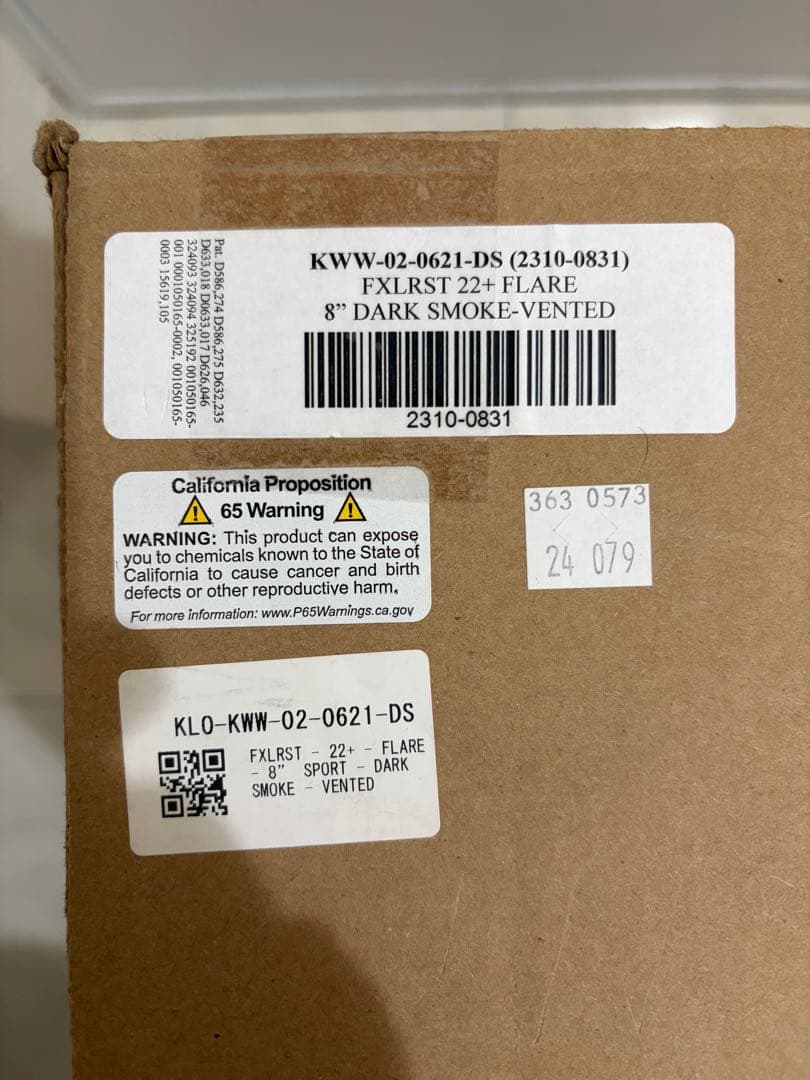 KWW-02-0621-DS (2310-0831)
FXLRST 22+ FLARE
8” DARK SMOKE-VENTED
2310-0831
Pat. D586,274 D586,275 D632,235
D633,018 D0633,017 D626,046
324093 324094 325192 001050165-
001 0001050165-0002, 001050165-
0003 15619,105
California Proposition
65 Warning
WARNING: This product can expose
you to chemicals known to the State of
California to cause cancer and birth
defects or other reproductive harm.
For more information: www.P65Warnings.ca.gov
363 0573
24 079
KLO-KWW-02-0621-DS
FXLRST - 22+ - FLARE
- 8” SPORT - DARK
SMOKE - VENTED